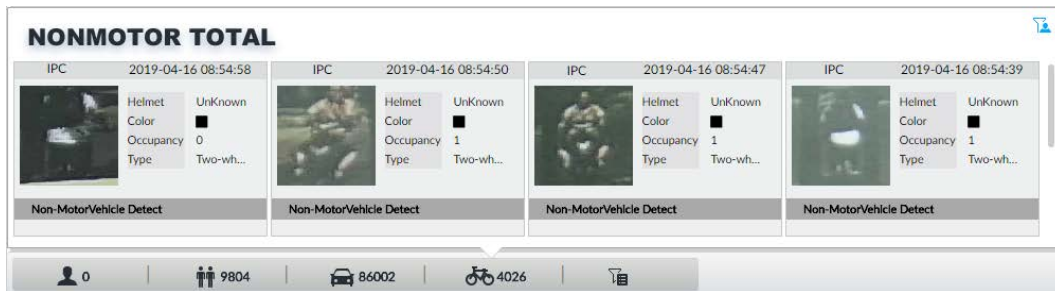 NONMOTOR TOTAL
IPC 2019-04-16 08:54:58
Helmet UnKnown
Color
Occupancy 0
Type Two-wh...
Non-MotorVehicle Detect
IPC 2019-04-16 08:54:50
Helmet UnKnown
Color
Occupancy 1
Type Two-wh...
Non-MotorVehicle Detect
IPC 2019-04-16 08:54:47
Helmet UnKnown
Color
Occupancy 1
Type Two-wh...
Non-MotorVehicle Detect
IPC 2019-04-16 08:54:39
Helmet UnKnown
Color
Occupancy 1
Type Two-wh...
Non-MotorVehicle Detect
0 9804 86002 4026